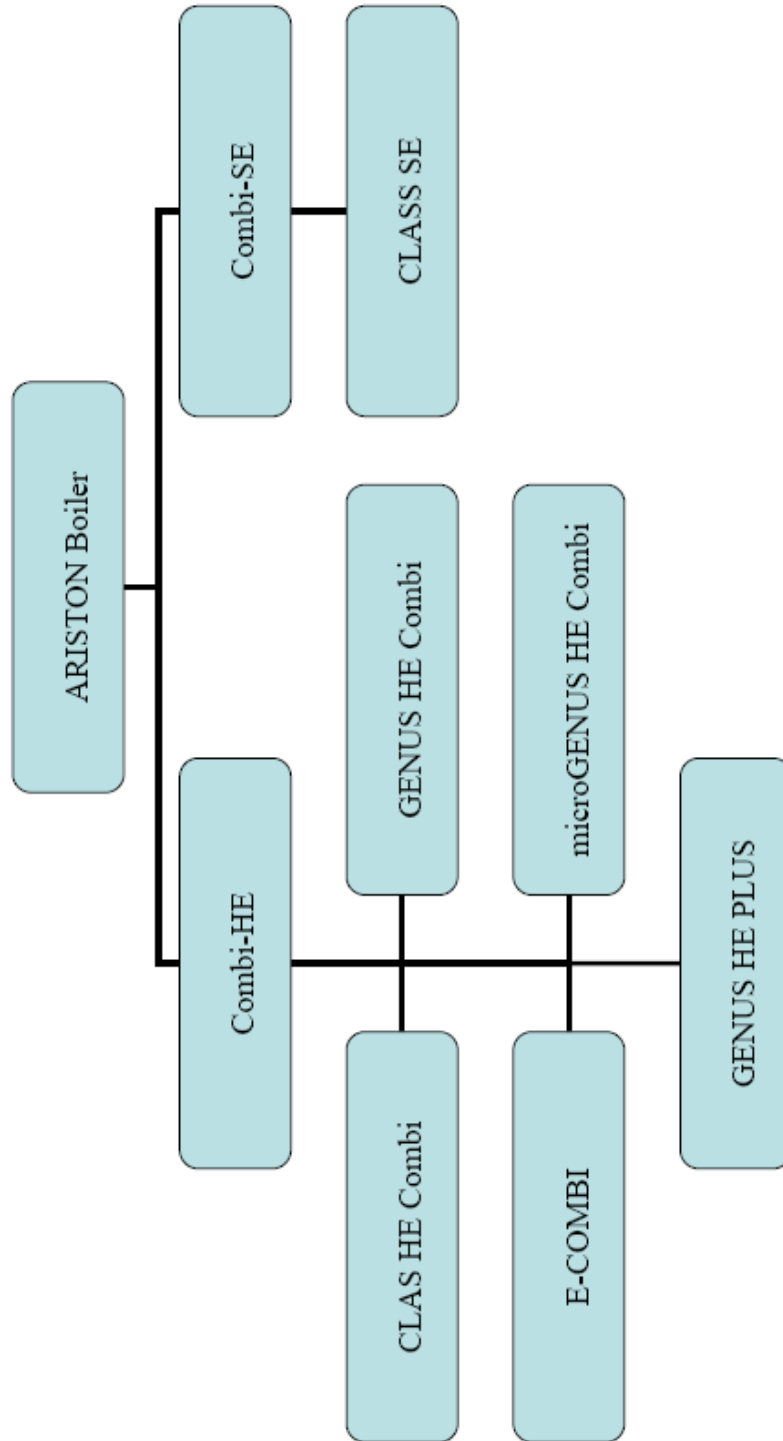 ARISTON Boiler
Combi-HE
Combi-SE
CLAS HE Combi
GENUS HE Combi
CLASS SE
E-COMBI
microGENUS HE Combi
GENUS HE PLUS